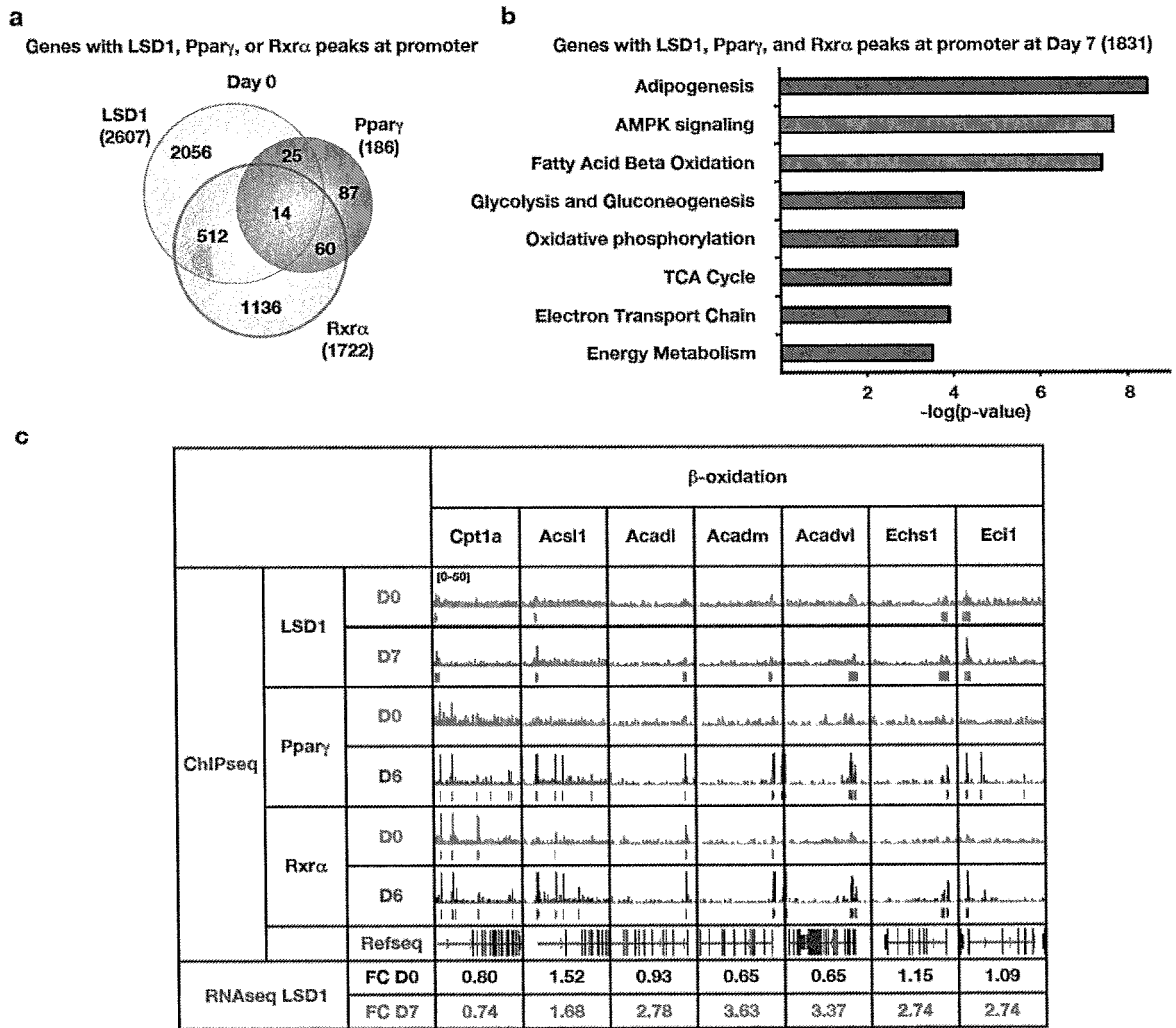 a
Genes with LSD1, Pparγ, or Rxrα peaks at promoter
Day 0
LSD1
(2607)
Pparγ
(186)
2056
25
87
14
512
60
1136
Rxrα
(1722)
b
Genes with LSD1, Pparγ, and Rxrα peaks at promoter at Day 7 (1831)
Adipogenesis
AMPK signaling
Fatty Acid Beta Oxidation
Glycolysis and Gluconeogenesis
Oxidative phosphorylation
TCA Cycle
Electron Transport Chain
Energy Metabolism
2 4 6 8
-log(p-value)
c
β-oxidation
Cpt1a Acsl1 Acadl Acadm Acadvl Echs1 Eci1
[0-50]
ChIPseq
LSD1
D0
D7
Pparγ
D0
D6
Rxrα
D0
D6
Refseq
RNAseq LSD1
FC D0 0.80 1.52 0.93 0.65 0.65 1.15 1.09
FC D7 0.74 1.68 2.78 3.63 3.37 2.74 2.74